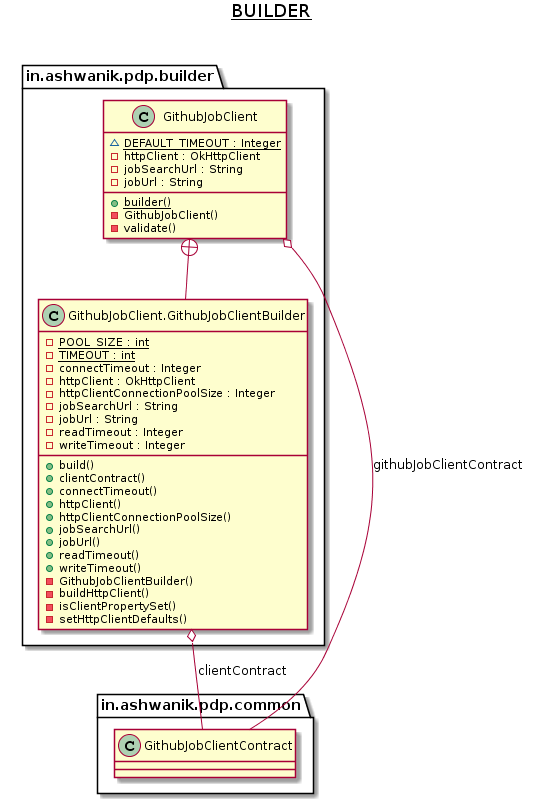 BUILDER
in.ashwanik.pdp.builder
C GithubJobClient
DEFAULT_TIMEOUT : Integer
httpClient : OkHttpClient
jobSearchUrl : String
jobUrl : String
builder()
GithubJobClient()
validate()
C GithubJobClient.GithubJobClientBuilder
POOL_SIZE : int
TIMEOUT : int
connectTimeout : Integer
httpClient : OkHttpClient
httpClientConnectionPoolSize : Integer
jobSearchUrl : String
jobUrl : String
readTimeout : Integer
writeTimeout : Integer
build()
clientContract()
connectTimeout()
httpClient()
httpClientConnectionPoolSize()
jobSearchUrl()
jobUrl()
readTimeout()
writeTimeout()
GithubJobClientBuilder()
buildHttpClient()
isClientPropertySet()
setHttpClientDefaults()
githubJobClientContract
clientContract
in.ashwanik.pdp.common
C GithubJobClientContract